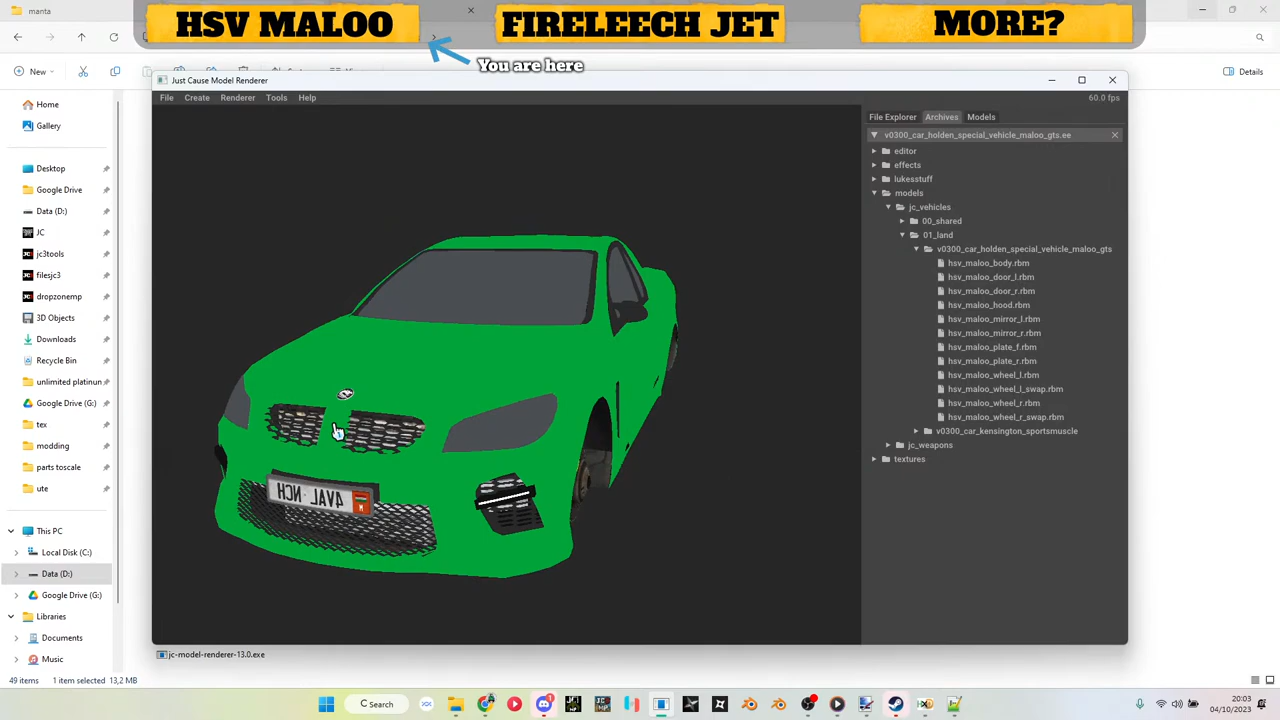 manta
HSV MALOO
FIRELEECH JET
MORE?
You are here
New
Details
Just Cause Model Renderer
File Create Renderer Tools Help
60.0 fps
File Explorer Archives Models
v0300_car_holden_special_vehicle_maloo_gts.ee
editor
effects
lukesstuff
models
jc_vehicles
00_shared
01_land
v0300_car_holden_special_vehicle_maloo_gts
hsv_maloo_body.rbm
hsv_maloo_door_l.rbm
hsv_maloo_door_r.rbm
hsv_maloo_hood.rbm
hsv_maloo_mirror_l.rbm
hsv_maloo_mirror_r.rbm
hsv_maloo_plate_f.rbm
hsv_maloo_plate_r.rbm
hsv_maloo_wheel_l.rbm
hsv_maloo_wheel_l_swap.rbm
hsv_maloo_wheel_r.rbm
hsv_maloo_wheel_r_swap.rbm
v0300_car_kensington_sportsmuscle
jc_weapons
textures
Home
Gallery
Desktop
Google Drive
Data (D:)
JC
jc3tools
filesjc3
dropzonemp
3D Objects
Downloads
Recycle Bin
unlimited platinun
Google Drive (G:)
tex
modding
parts toscale
ute
This PC
Local Disk (C:)
Data (D:)
Google Drive (G:)
Libraries
Documents
Music
4VAL NCH
M
jc-model-renderer-13.0.exe
49 items 1 item selected 13,2 MB
Search
1
20:03
04/10/2023